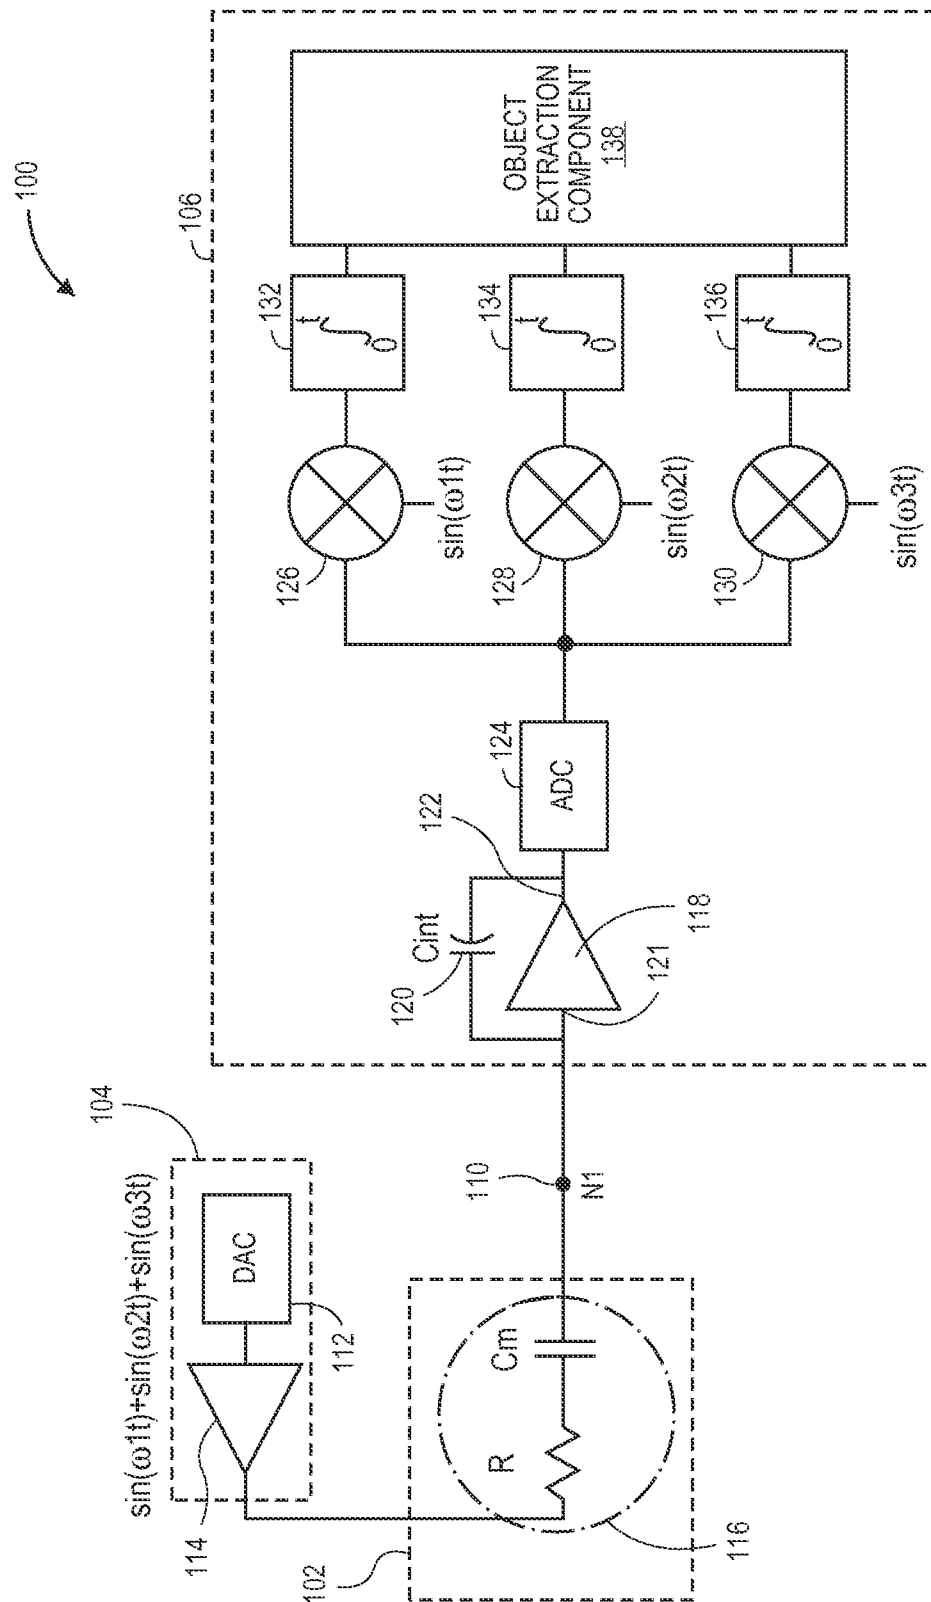 100
106
104
sin(ω1t)+sin(ω2t)+sin(ω3t)
DAC
112
114
102
R
Cm
116
110
N1
Cint
120
121
118
122
124
ADC
126
sin(ω1t)
132
t
0
128
sin(ω2t)
134
t
0
130
sin(ω3t)
136
t
0
OBJECT
EXTRACTION
COMPONENT
138